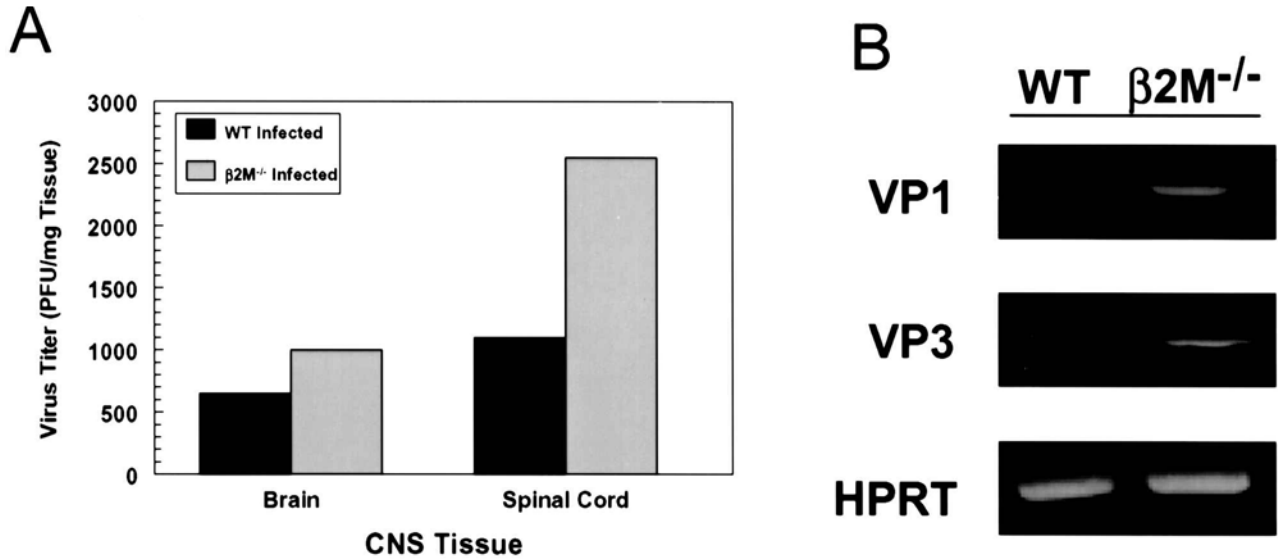 A
3000
2500
2000
1500
1000
500
0
Virus Titer (PFU/mg Tissue)
WT Infected
β2M-/- Infected
Brain
Spinal Cord
CNS Tissue
B
WT β2M-/-
VP1
VP3
HPRT